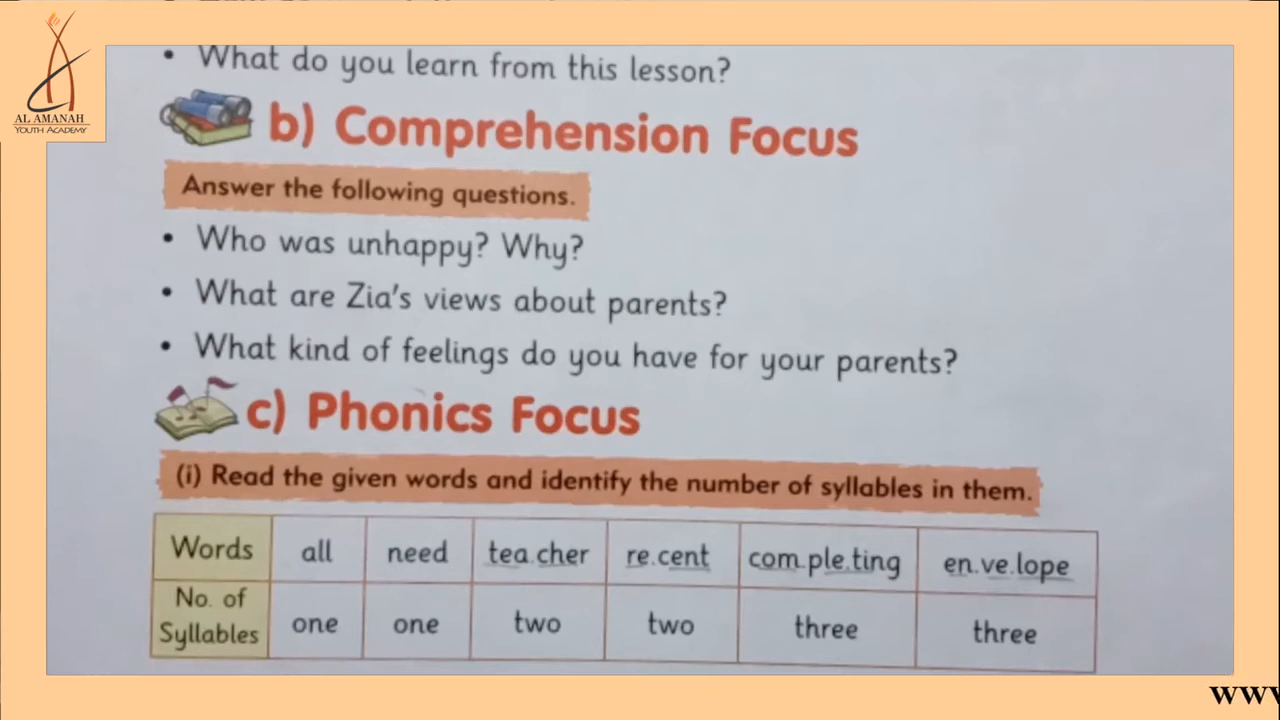 AL AMANAH
YOUTH ACADEMY
• What do you learn from this lesson?
b) Comprehension Focus
Answer the following questions.
• Who was unhappy? Why?
• What are Zia's views about parents?
• What kind of feelings do you have for your parents?
c) Phonics Focus
(i) Read the given words and identify the number of syllables in them.
Words all need tea.cher re.cent com.ple.ting en.ve.lope
No. of
Syllables one one two two three three
www